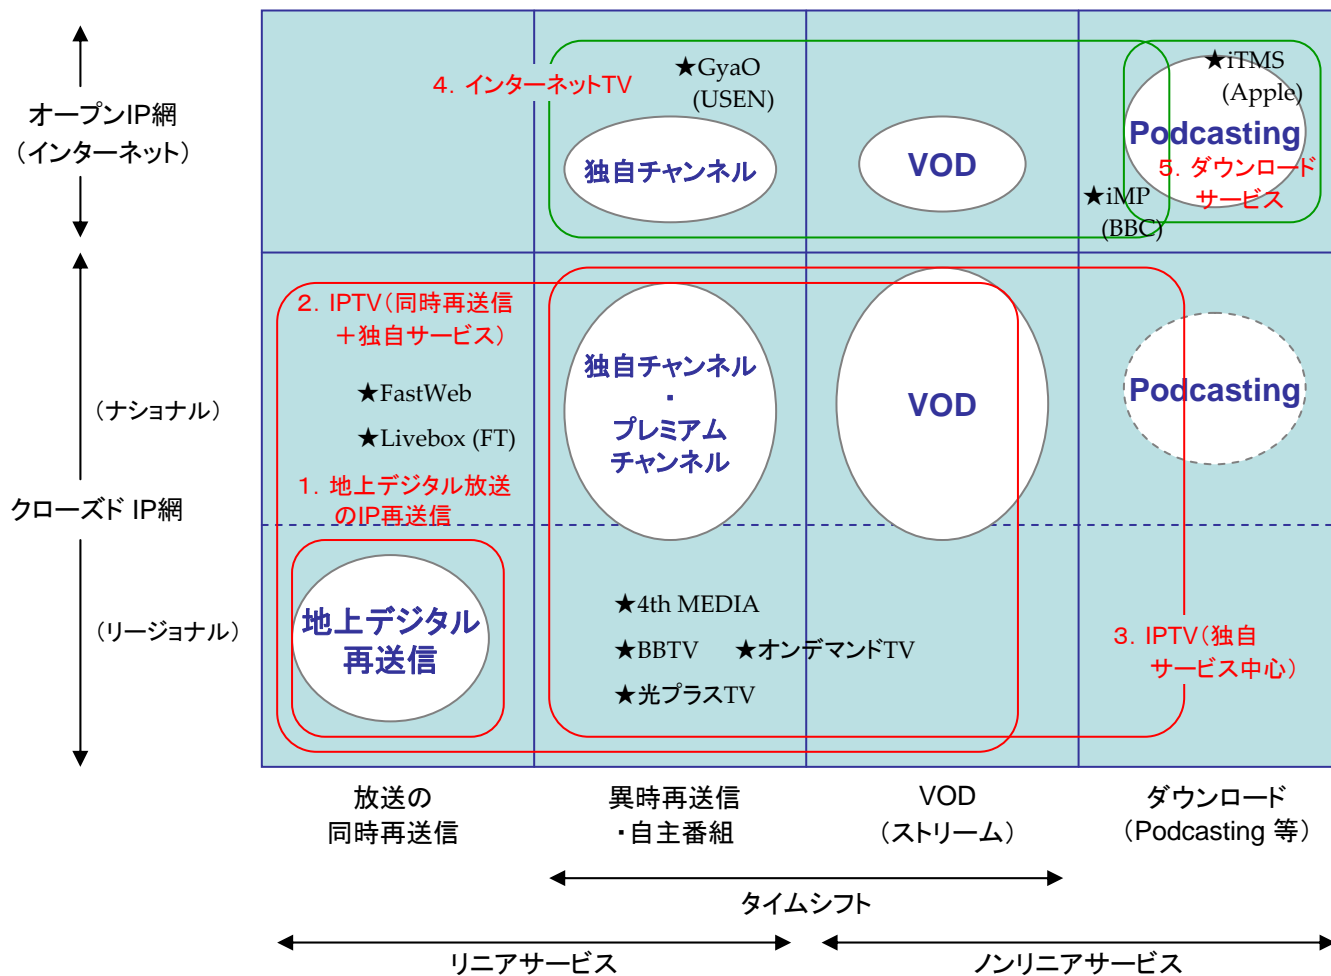 オープンIP網
（インターネット）
4．インターネットTV
★GyaO
(USEN)
独自チャンネル
VOD
★iTMS
(Apple)
Podcasting
5．ダウンロード
サービス
★iMP
(BBC)
クローズド IP網
（ナショナル）
（リージョナル）
2．IPTV（同時再送信
＋独自サービス）
★FastWeb
★Livebox (FT)
1．地上デジタル放送
のIP再送信
地上デジタル
再送信
独自チャンネル
・
プレミアム
チャンネル
VOD
Podcasting
★4th MEDIA
★BBTV
★オンデマンドTV
★光プラスTV
3．IPTV（独自
サービス中心）
放送の
同時再送信
異時再送信
・自主番組
VOD
（ストリーム）
ダウンロード
（Podcasting 等）
タイムシフト
リニアサービス
ノンリニアサービス